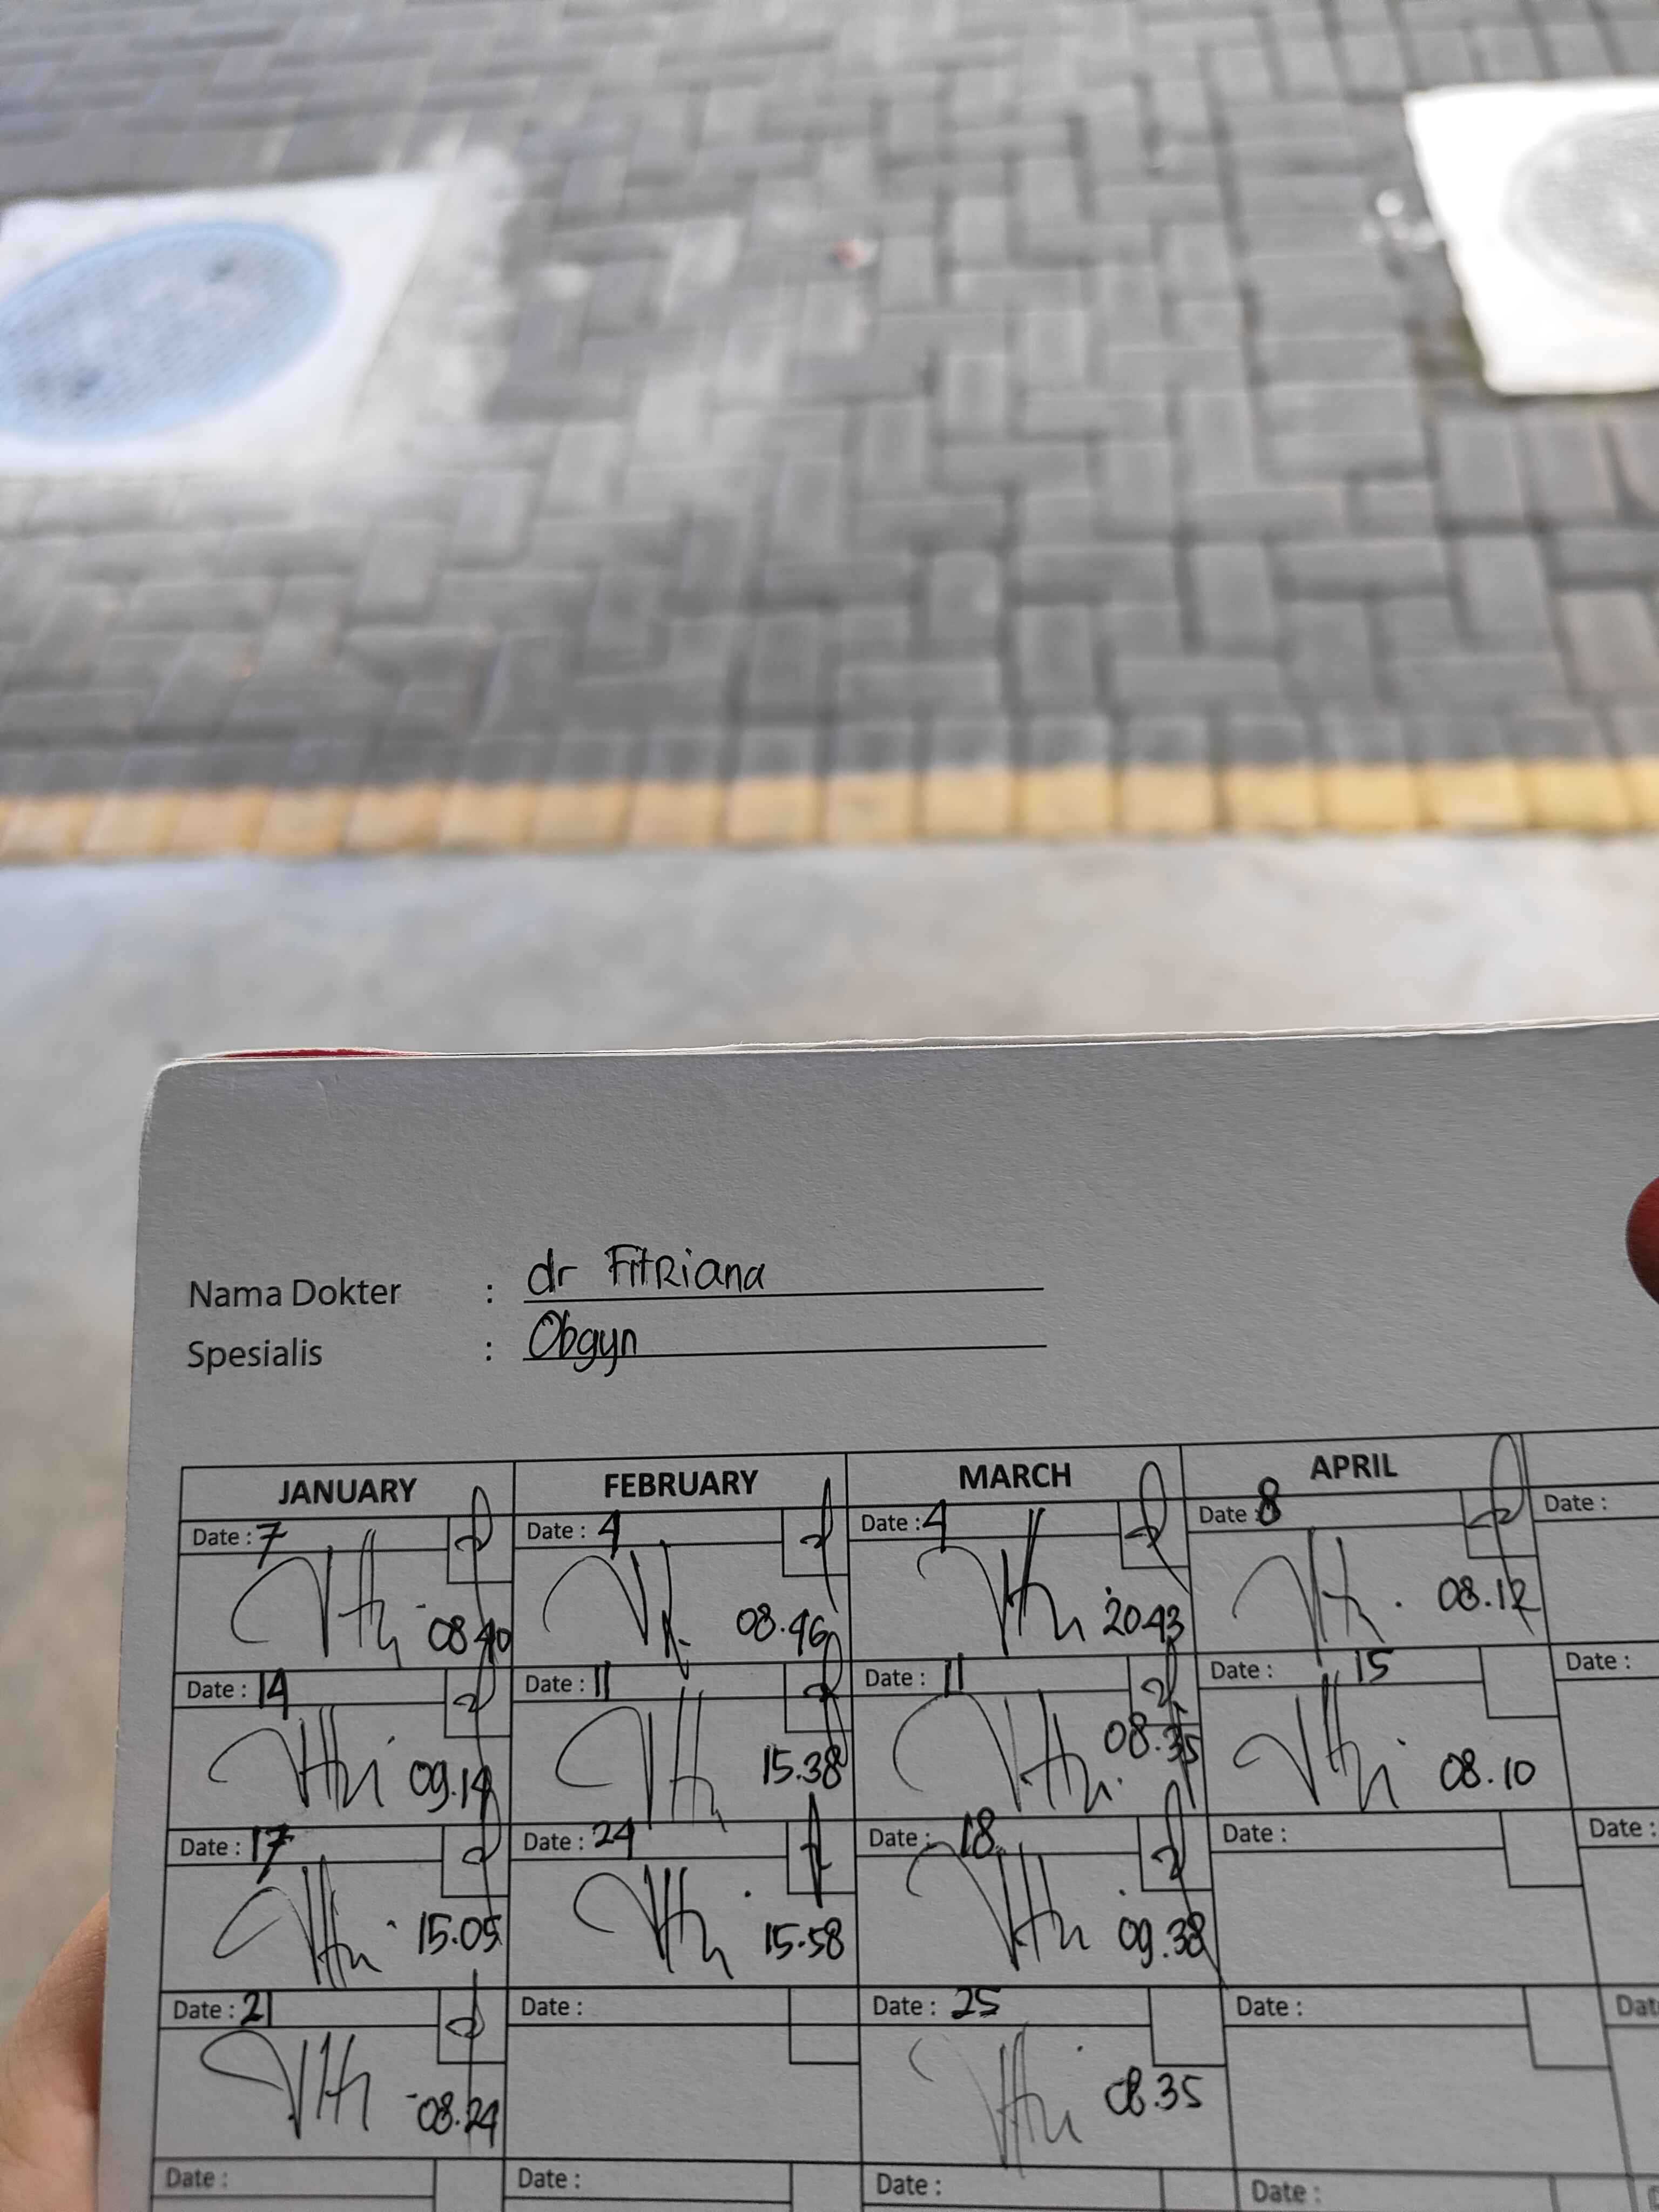 Nama Dokter : dr Fitriana
Spesialis : Obgyn
JANUARY FEBRUARY MARCH APRIL
Date : 7 Date : 4 Date : 4 Date : 8 Date :
08.40 08.46 20.43 08.12
Date : 14 Date : 11 Date : 11 Date : 15 Date :
09.14 15.38 08.35 08.10
Date : 17 Date : 24 Date : 18 Date : Date :
15.05 15.58 09.38
Date : 21 Date : Date : 25 Date : Dat
08.24 08.35
Date : Date : Date : Date :